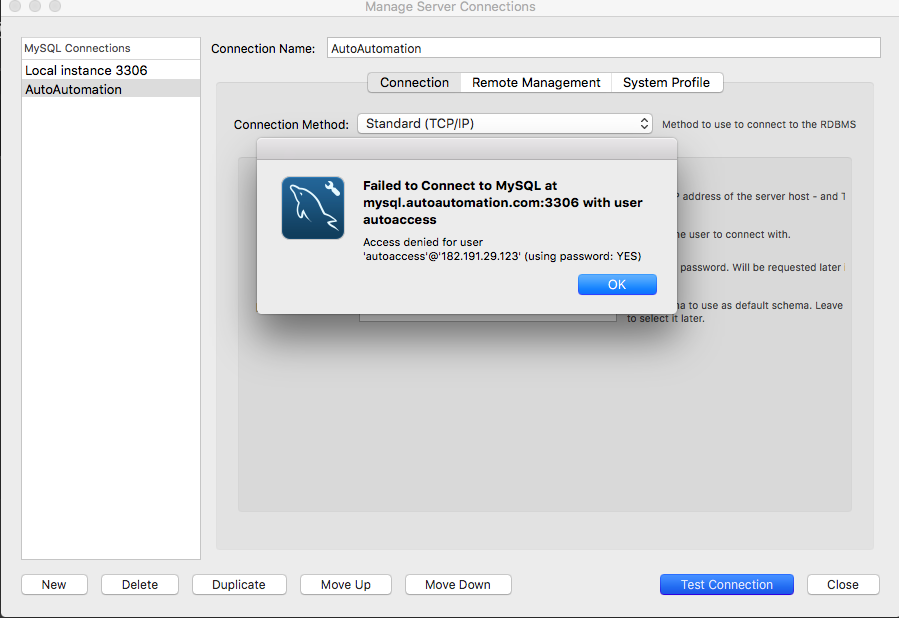 Manage Server Connections
MySQL Connections
Local instance 3306
AutoAutomation
Connection Name:
AutoAutomation
Connection
Remote Management
System Profile
Connection Method:
Standard (TCP/IP)
Method to use to connect to the RDBMS
Failed to Connect to MySQL at
mysql.autoautomation.com:3306 with user
autoaccess
Access denied for user
'autoaccess'@'182.191.29.123' (using password: YES)
OK
address of the server host - and
user to connect with.
password. Will be requested later
to use as default schema. Leave
to select it later.
New
Delete
Duplicate
Move Up
Move Down
Test Connection
Close